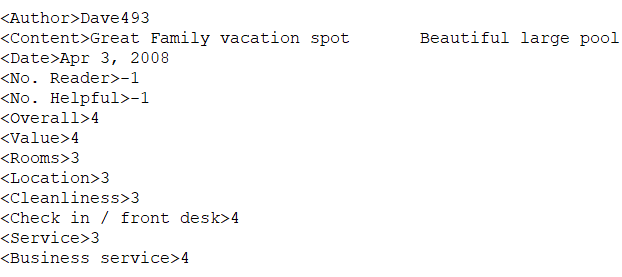 <Author>Dave493
<Content>Great Family vacation spot       Beautiful large pool
<Date>Apr 3, 2008
<No. Reader>-1
<No. Helpful>-1
<Overall>4
<Value>4
<Rooms>3
<Location>3
<Cleanliness>3
<Check in / front desk>4
<Service>3
<Business service>4